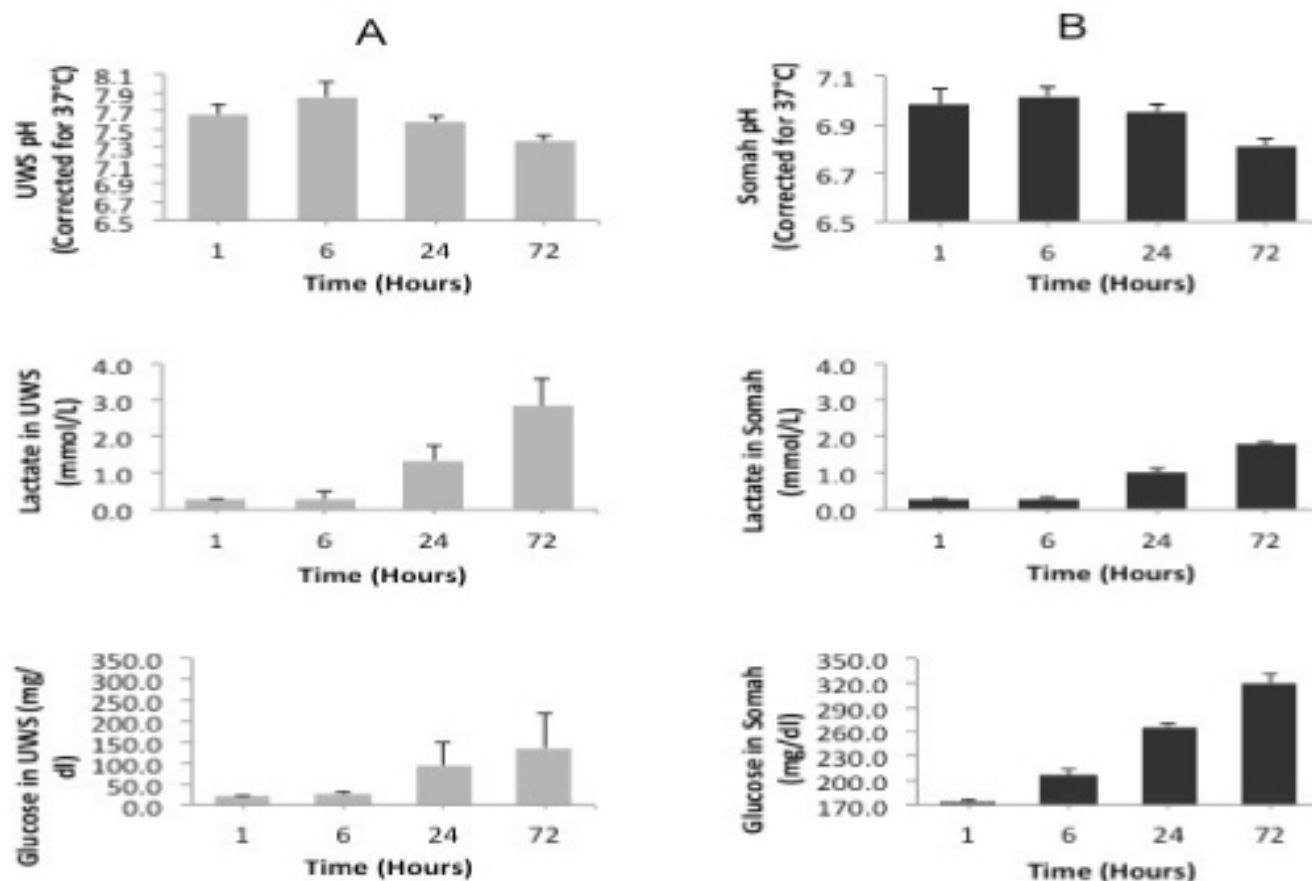 A
UWS pH
(Corrected for 37°C)
8.1
7.9
7.7
7.5
7.3
7.1
6.9
6.7
6.5
1 6 24 72
Time (Hours)
B
Somah pH
(Corrected for 37°C)
7.1
6.9
6.7
6.5
1 6 24 72
Time (Hours)
Lactate in UWS
(mmol/L)
4.0
3.0
2.0
1.0
0.0
1 6 24 72
Time (Hours)
Lactate in Somah
(mmol/L)
4.0
3.0
2.0
1.0
0.0
1 6 24 72
Time (Hours)
Glucose in UWS (mg/
dl)
350.0
300.0
250.0
200.0
150.0
100.0
50.0
0.0
1 6 24 72
Time (Hours)
Glucose in Somah
(mg/dl)
350.0
320.0
290.0
260.0
230.0
200.0
170.0
1 6 24 72
Time (Hours)